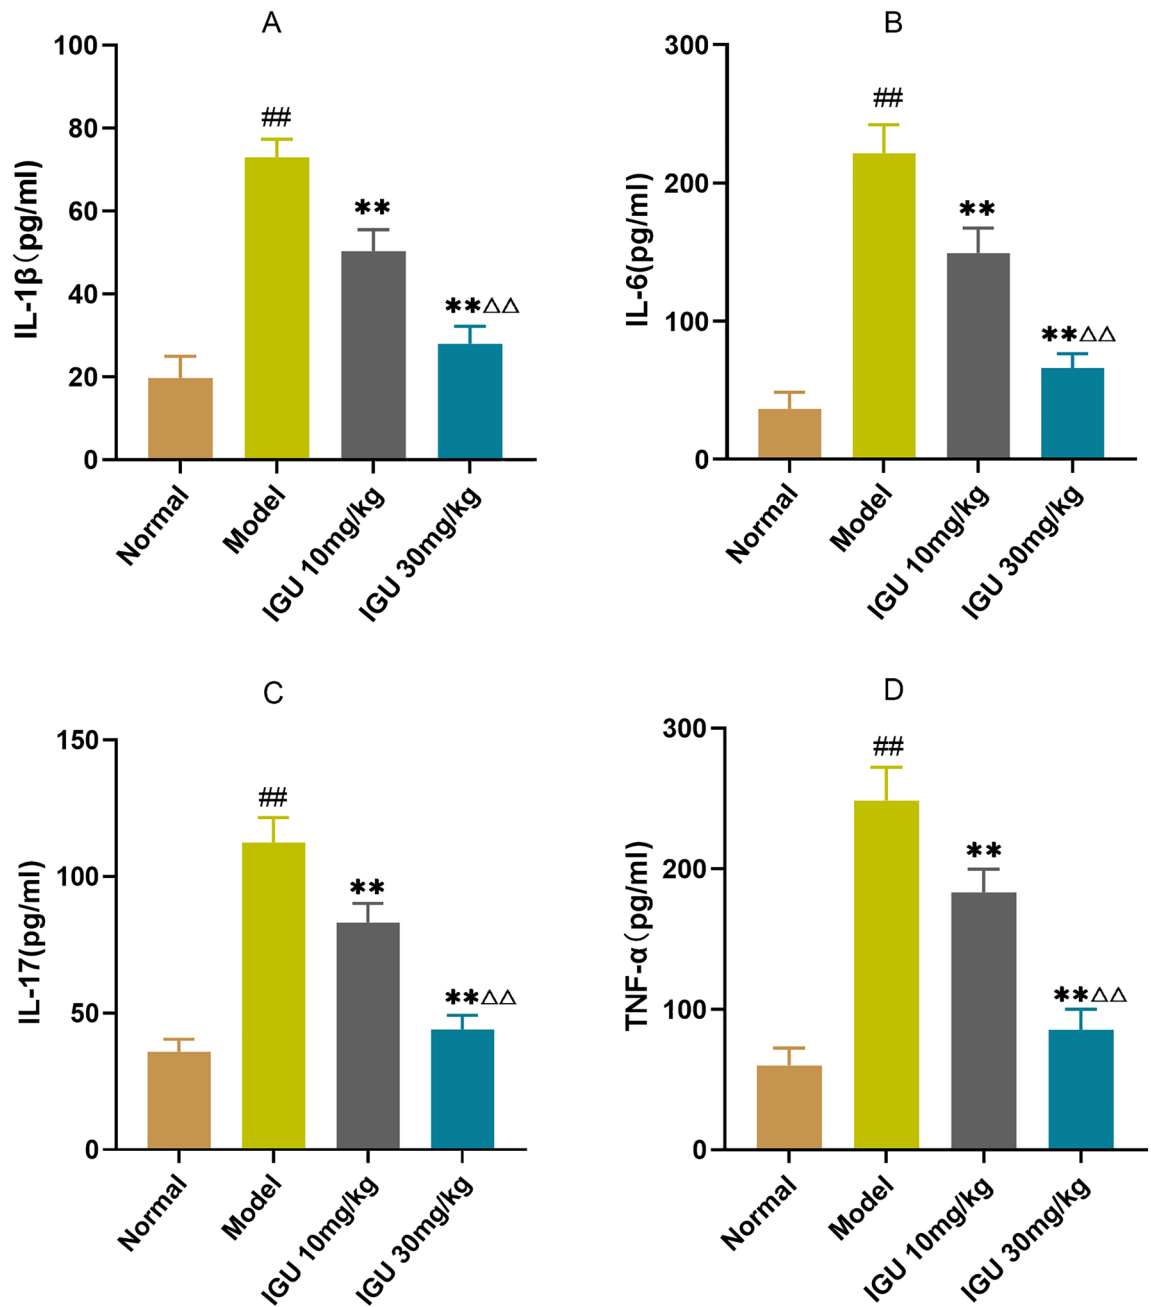 A
100
80
60
40
20
0
IL-1β（pg/ml)
##
**
**△△
Normal
Model
IGU 10mg/kg
IGU 30mg/kg
B
300
200
100
0
IL-6(pg/ml)
##
**
**△△
Normal
Model
IGU 10mg/kg
IGU 30mg/kg
C
150
100
50
0
IL-17(pg/ml)
##
**
**△△
Normal
Model
IGU 10mg/kg
IGU 30mg/kg
D
300
200
100
0
TNF-α（pg/ml)
##
**
**△△
Normal
Model
IGU 10mg/kg
IGU 30mg/kg